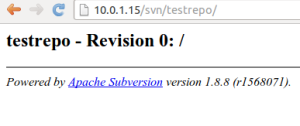 10.0.1.15/svn/testrepo/
testrepo - Revision 0: /
Powered by Apache Subversion version 1.8.8 (r1568071).